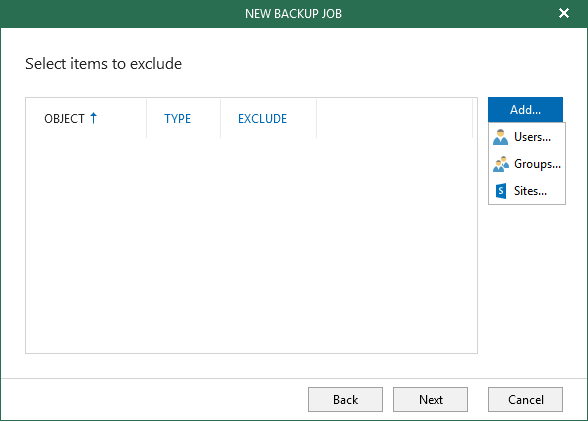 NEW BACKUP JOB
Select items to exclude
OBJECT TYPE EXCLUDE
Add...
Users...
Groups...
Sites...
Back Next Cancel